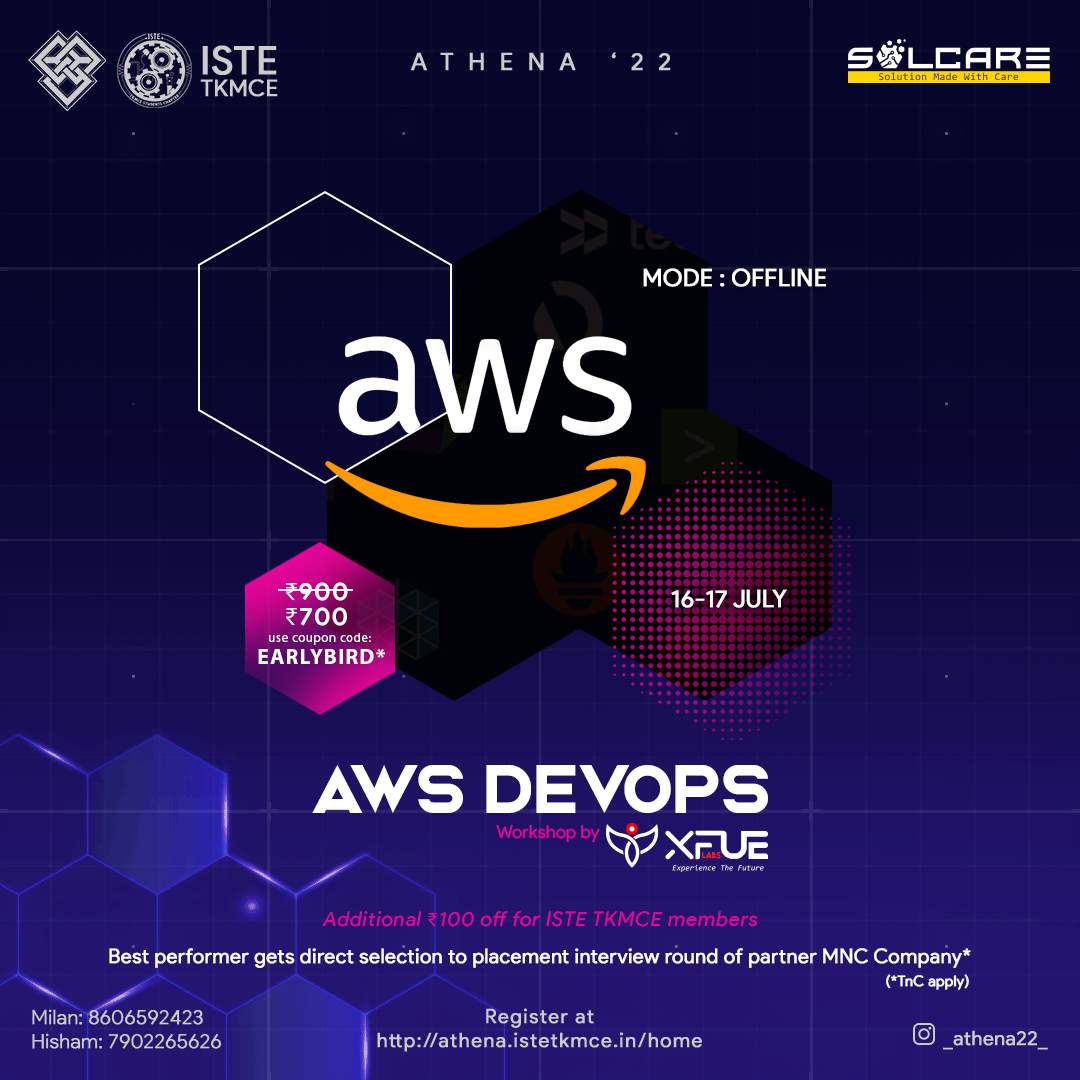 ISTE
TKMCE
ATHENA ‘22
SOLCARE
Solution Made With Care
MODE : OFFLINE
aws
16-17 JULY
₹900
₹700
use coupon code:
EARLYBIRD*
AWS DEVOPS
Workshop by
XFUE
LABS
Experience The Future
Additional ₹100 off for ISTE TKMCE members
Best performer gets direct selection to placement interview round of partner MNC Company*
(*TnC apply)
Milan: 8606592423
Hisham: 7902265626
Register at
http://athena.istetkmce.in/home
_athena22_